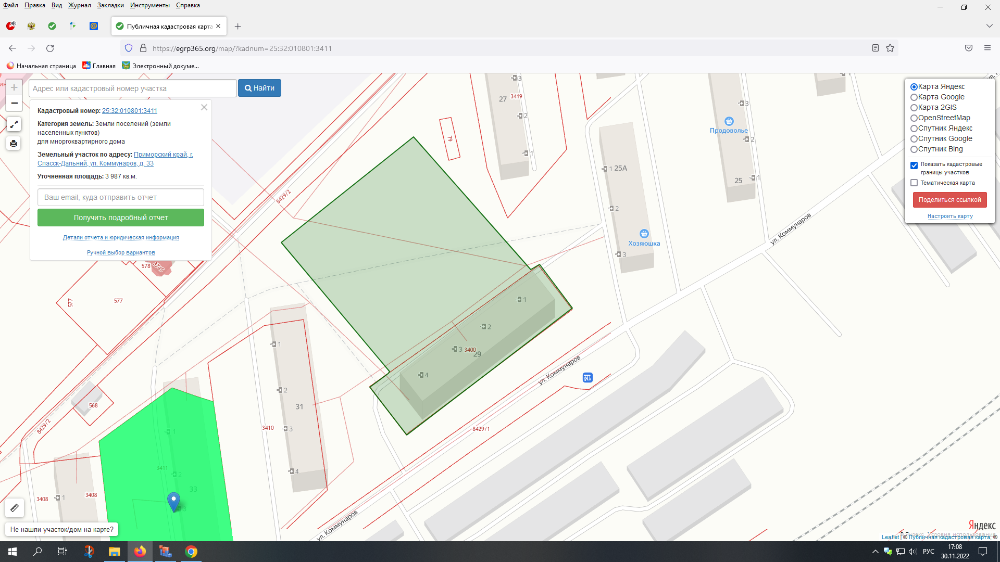 Файл Правка Вид Журнал Закладки Инструменты Справка
Публичная кадастровая карта
https://egrp365.org/map/?kadnum=25:32:010801:3411
Начальная страница Главная Электронный докуме...
Адрес или кадастровый номер участка
Найти
Кадастровый номер: 25:32:010801:3411
Категория земель: Земли поселений (земли
населенных пунктов)
для многоквартирного дома
Земельный участок по адресу: Приморский край, г.
Спасск-Дальний, ул. Коммунаров, д. 33
Уточненная площадь: 3 987 кв.м.
Ваш email, куда отправить отчет
Получить подробный отчет
Детали отчета и юридическая информация
Ручной выбор вариантов
Карта Яндекс
Карта Google
Карта 2GIS
OpenStreetMap
Спутник Яндекс
Спутник Google
Спутник Bing
Показать кадастровые
границы участков
Тематическая карта
Поделиться ссылкой
Настроить карту
3
27
3419
2
1
79
8429/2
1
25А
2
3
Хозяюшка
Продоволье
3
2
1
25
ул. Коммунаров
578
3745
577
577
1
2
3
3400
29
4
ул. Коммунаров
8429/1
1
2
31
3410
3
4
568
8429/2
1
3411
2
33
3
3408
1
3408
ул. Коммунаров
Не нашли участок/дом на карте?
Яндекс
Условия использования
Leaflet | © Публичная кадастровая карта, ©
РУС
17:08
30.11.2022